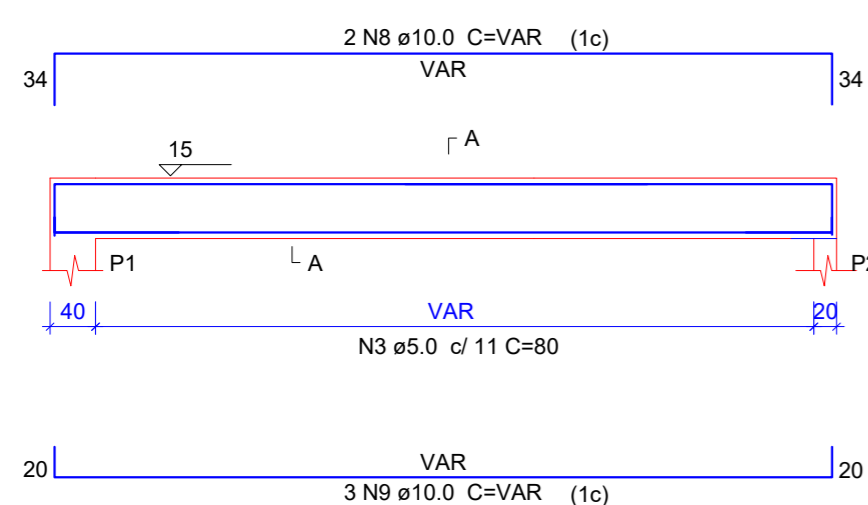 2 N8 ø10.0 C=VAR (1c)
VAR
34
34
15
A
A
P1
P2
40
VAR
20
N3 ø5.0 c/ 11 C=80
VAR
20
20
3 N9 ø10.0 C=VAR (1c)